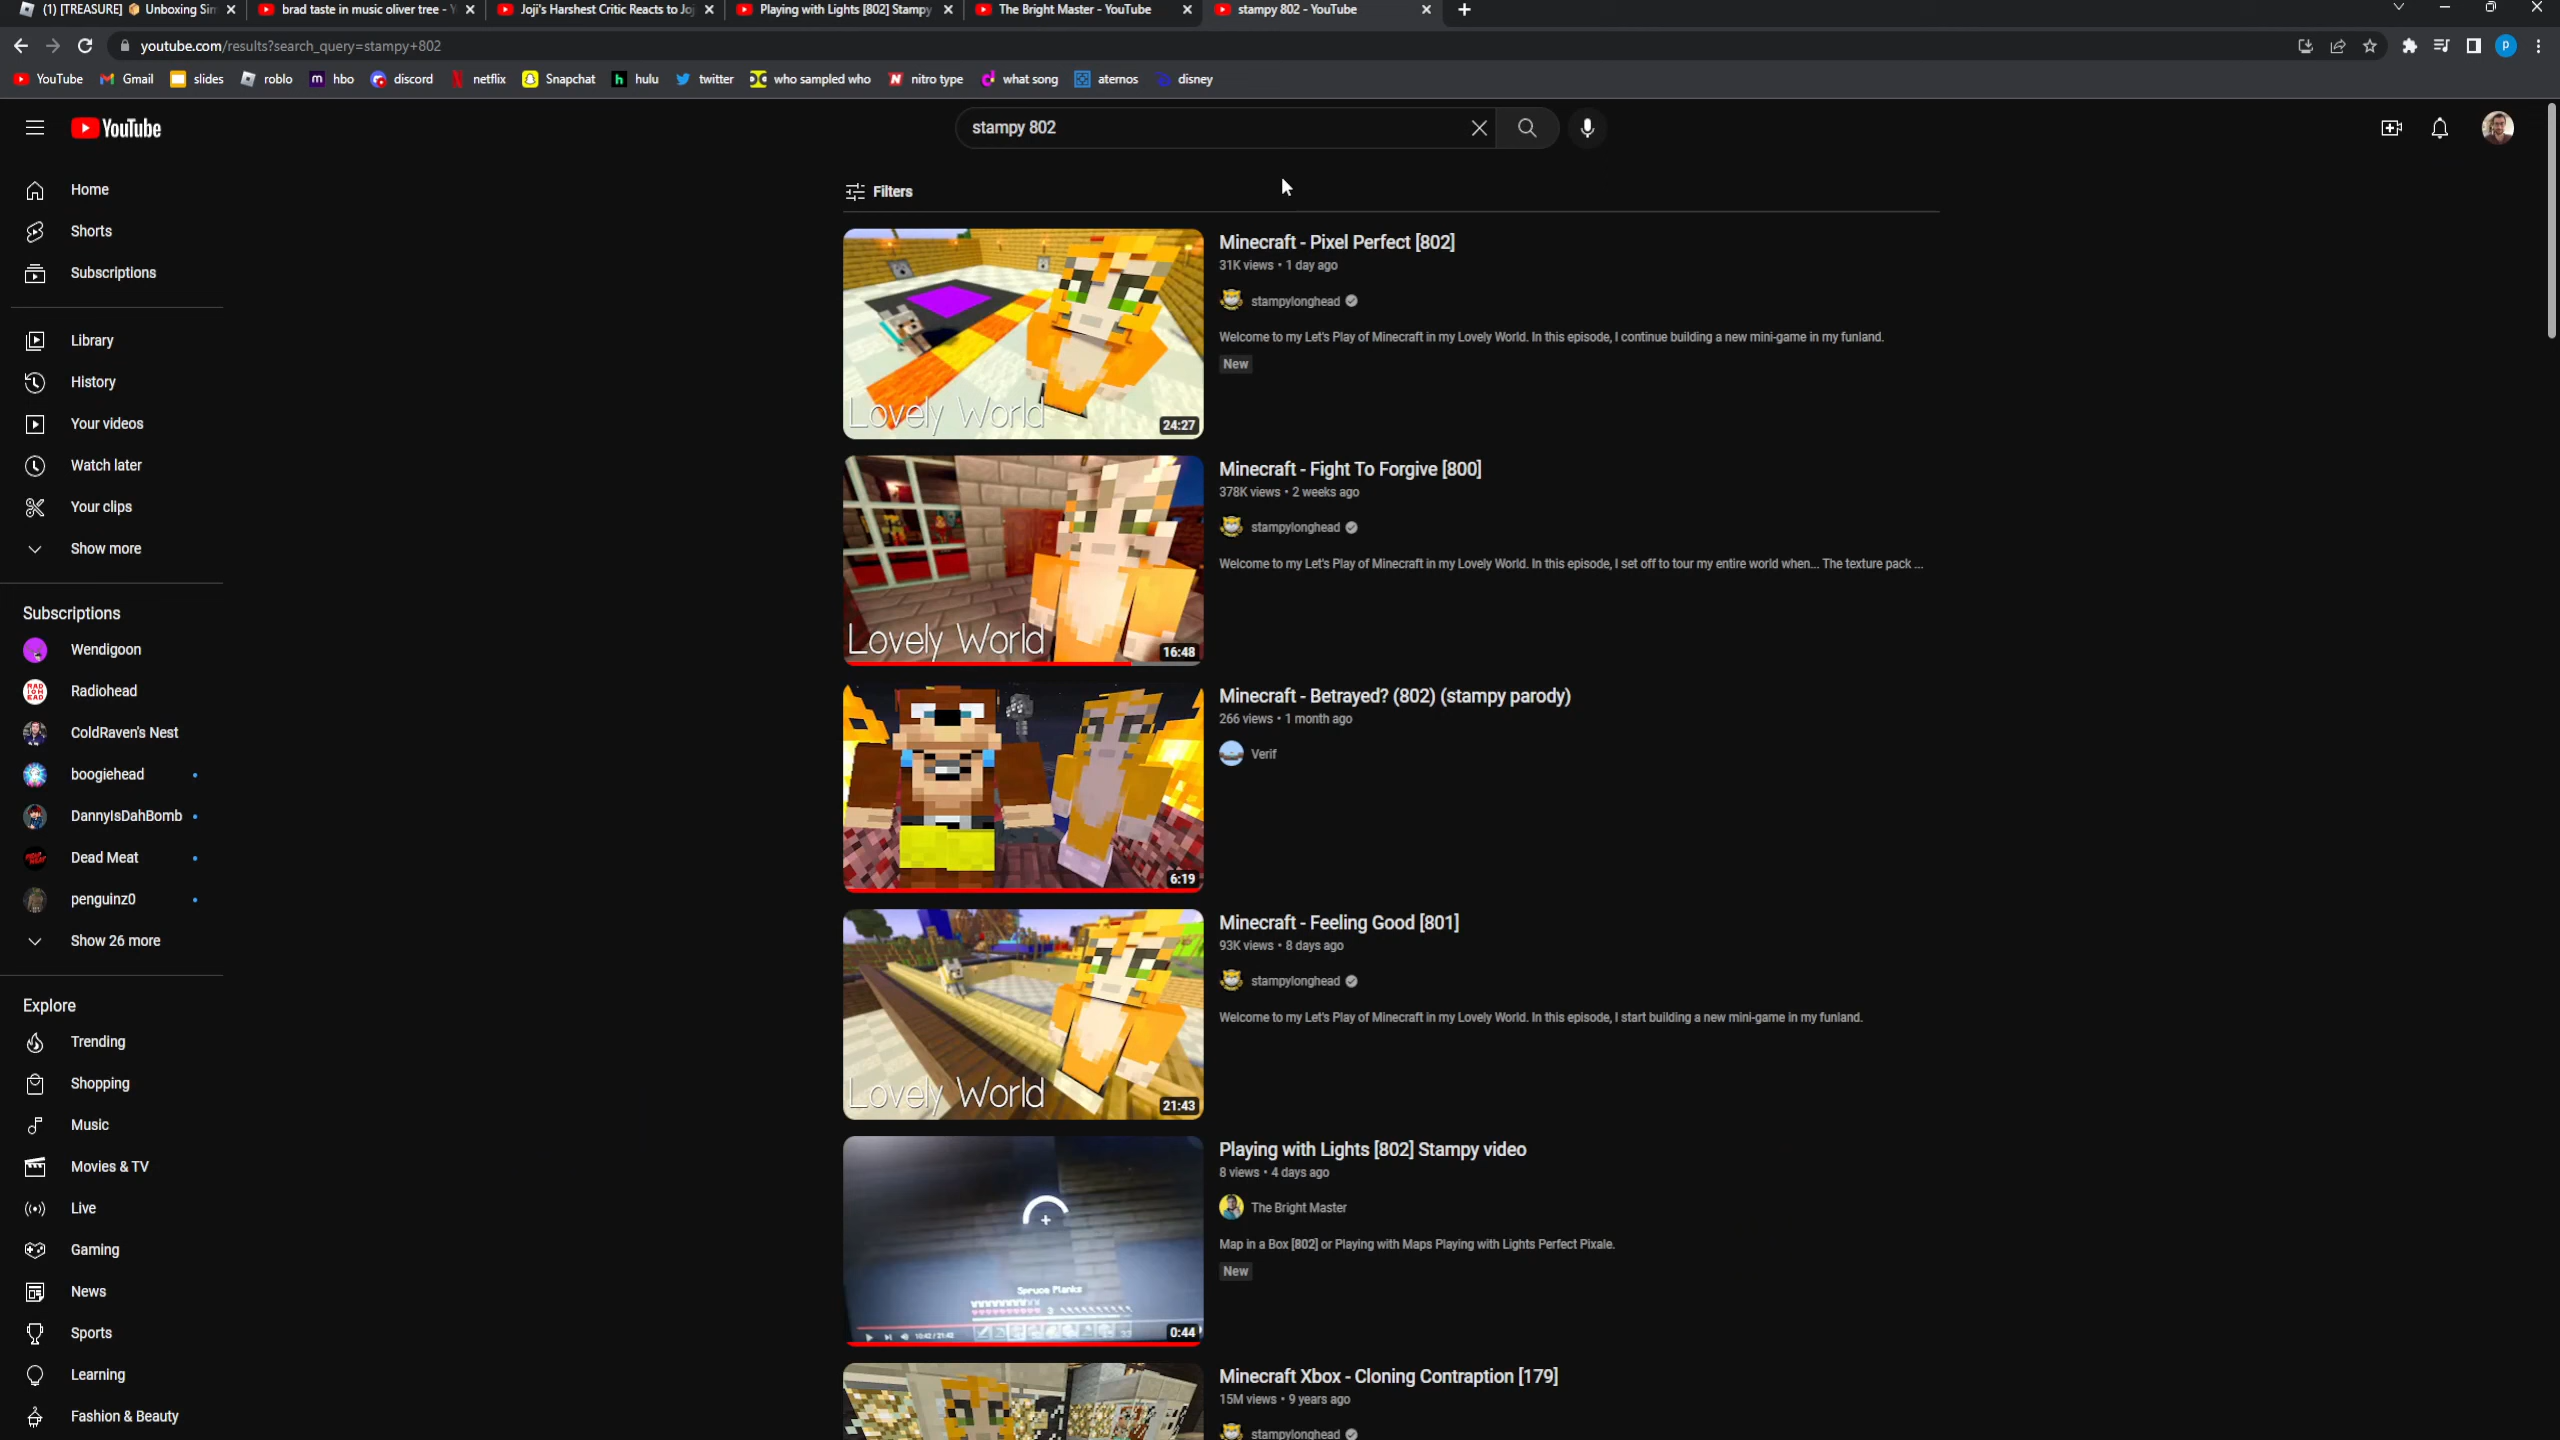 (1) [TREASURE] 📦 Unboxing Sim
brad taste in music oliver tree - Y
Joji's Harshest Critic Reacts to Jo
Playing with Lights [802] Stampy
The Bright Master - YouTube
stampy 802 - YouTube
youtube.com/results?search_query=stampy+802
P
YouTube
Gmail
slides
roblo
hbo
discord
netflix
Snapchat
hulu
twitter
who sampled who
nitro type
what song
aternos
disney
YouTube
stampy 802
Home
Shorts
Subscriptions
Library
History
Your videos
Watch later
Your clips
Show more
Subscriptions
Wendigoon
Radiohead
ColdRaven's Nest
boogiehead
DannyIsDahBomb
Dead Meat
penguinz0
Show 26 more
Explore
Trending
Shopping
Music
Movies & TV
Live
Gaming
News
Sports
Learning
Fashion & Beauty
Filters
Lovely World
24:27
Minecraft - Pixel Perfect [802]
31K views • 1 day ago
stampylonghead
Welcome to my Let's Play of Minecraft in my Lovely World. In this episode, I continue building a new mini-game in my funland.
New
Lovely World
16:48
Minecraft - Fight To Forgive [800]
378K views • 2 weeks ago
stampylonghead
Welcome to my Let's Play of Minecraft in my Lovely World. In this episode, I set off to tour my entire world when... The texture pack ...
6:19
Minecraft - Betrayed? (802) (stampy parody)
266 views • 1 month ago
Verif
Lovely World
21:43
Minecraft - Feeling Good [801]
93K views • 8 days ago
stampylonghead
Welcome to my Let's Play of Minecraft in my Lovely World. In this episode, I start building a new mini-game in my funland.
Spruce Planks
10:42 / 21:42
0:44
Playing with Lights [802] Stampy video
8 views • 4 days ago
The Bright Master
Map in a Box [802] or Playing with Maps Playing with Lights Perfect Pixale.
New
Minecraft Xbox - Cloning Contraption [179]
15M views • 9 years ago
stampylonghead